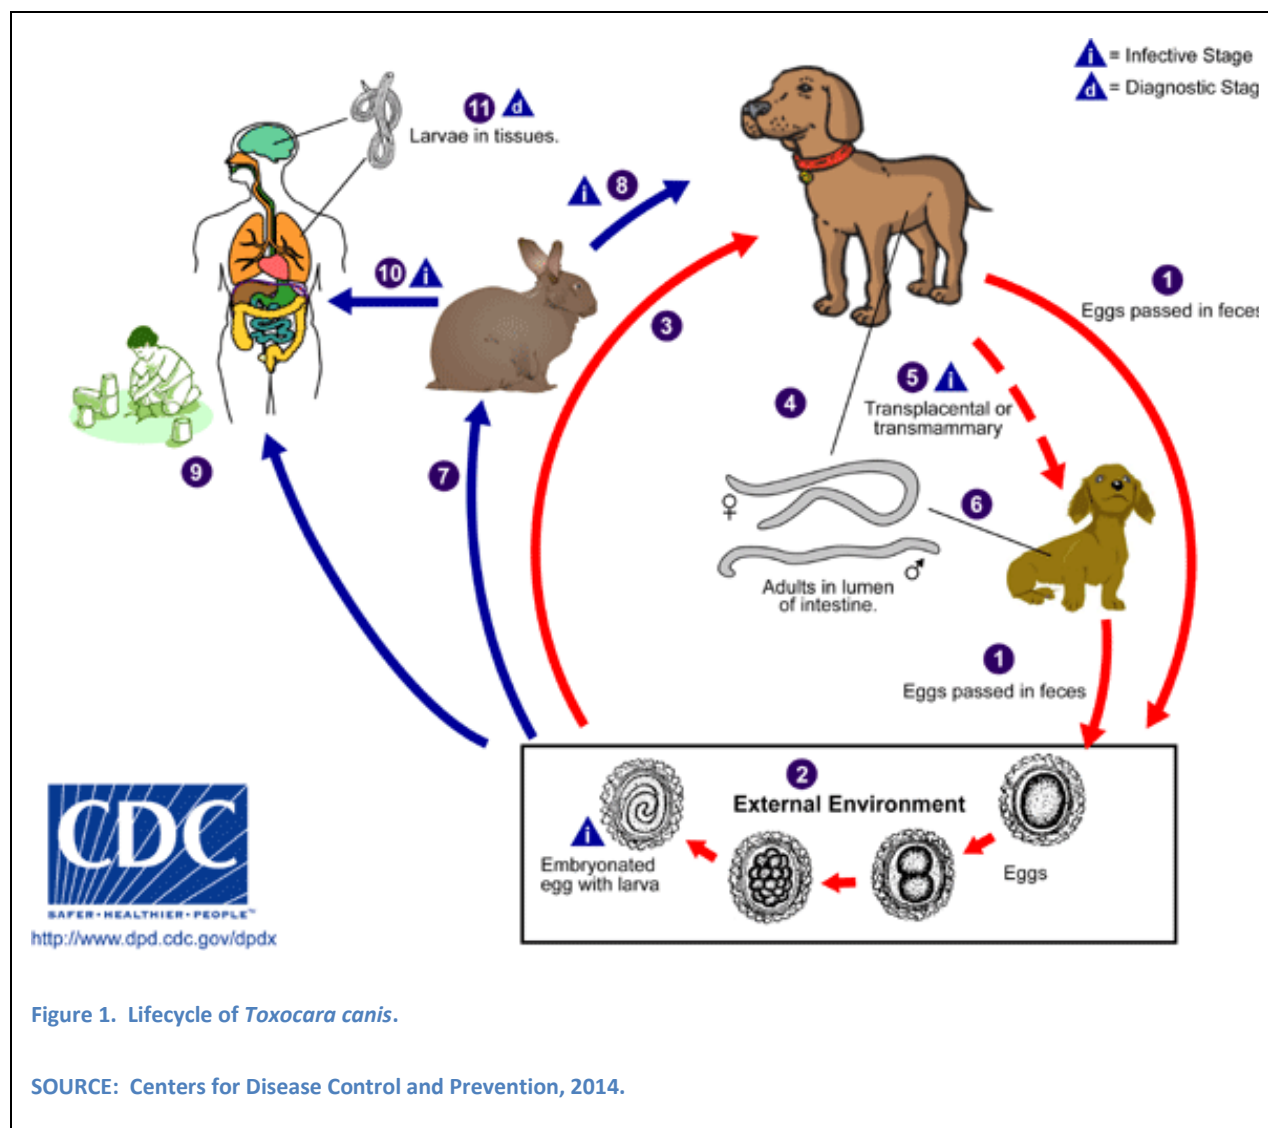 i = Infective Stage
d = Diagnostic Stag
11 d
Larvae in tissues.
i 8
10 i
3
1
Eggs passed in feces
5 i
Transplacental or
transmammary
4
9
7
6
♀
♂
Adults in lumen
of intestine.
1
Eggs passed in feces
2
External Environment
i
Embryonated
egg with larva
Eggs
CDC
SAFER•HEALTHIER•PEOPLE™
http://www.dpd.cdc.gov/dpdx
Figure 1. Lifecycle of Toxocara canis.
SOURCE: Centers for Disease Control and Prevention, 2014.